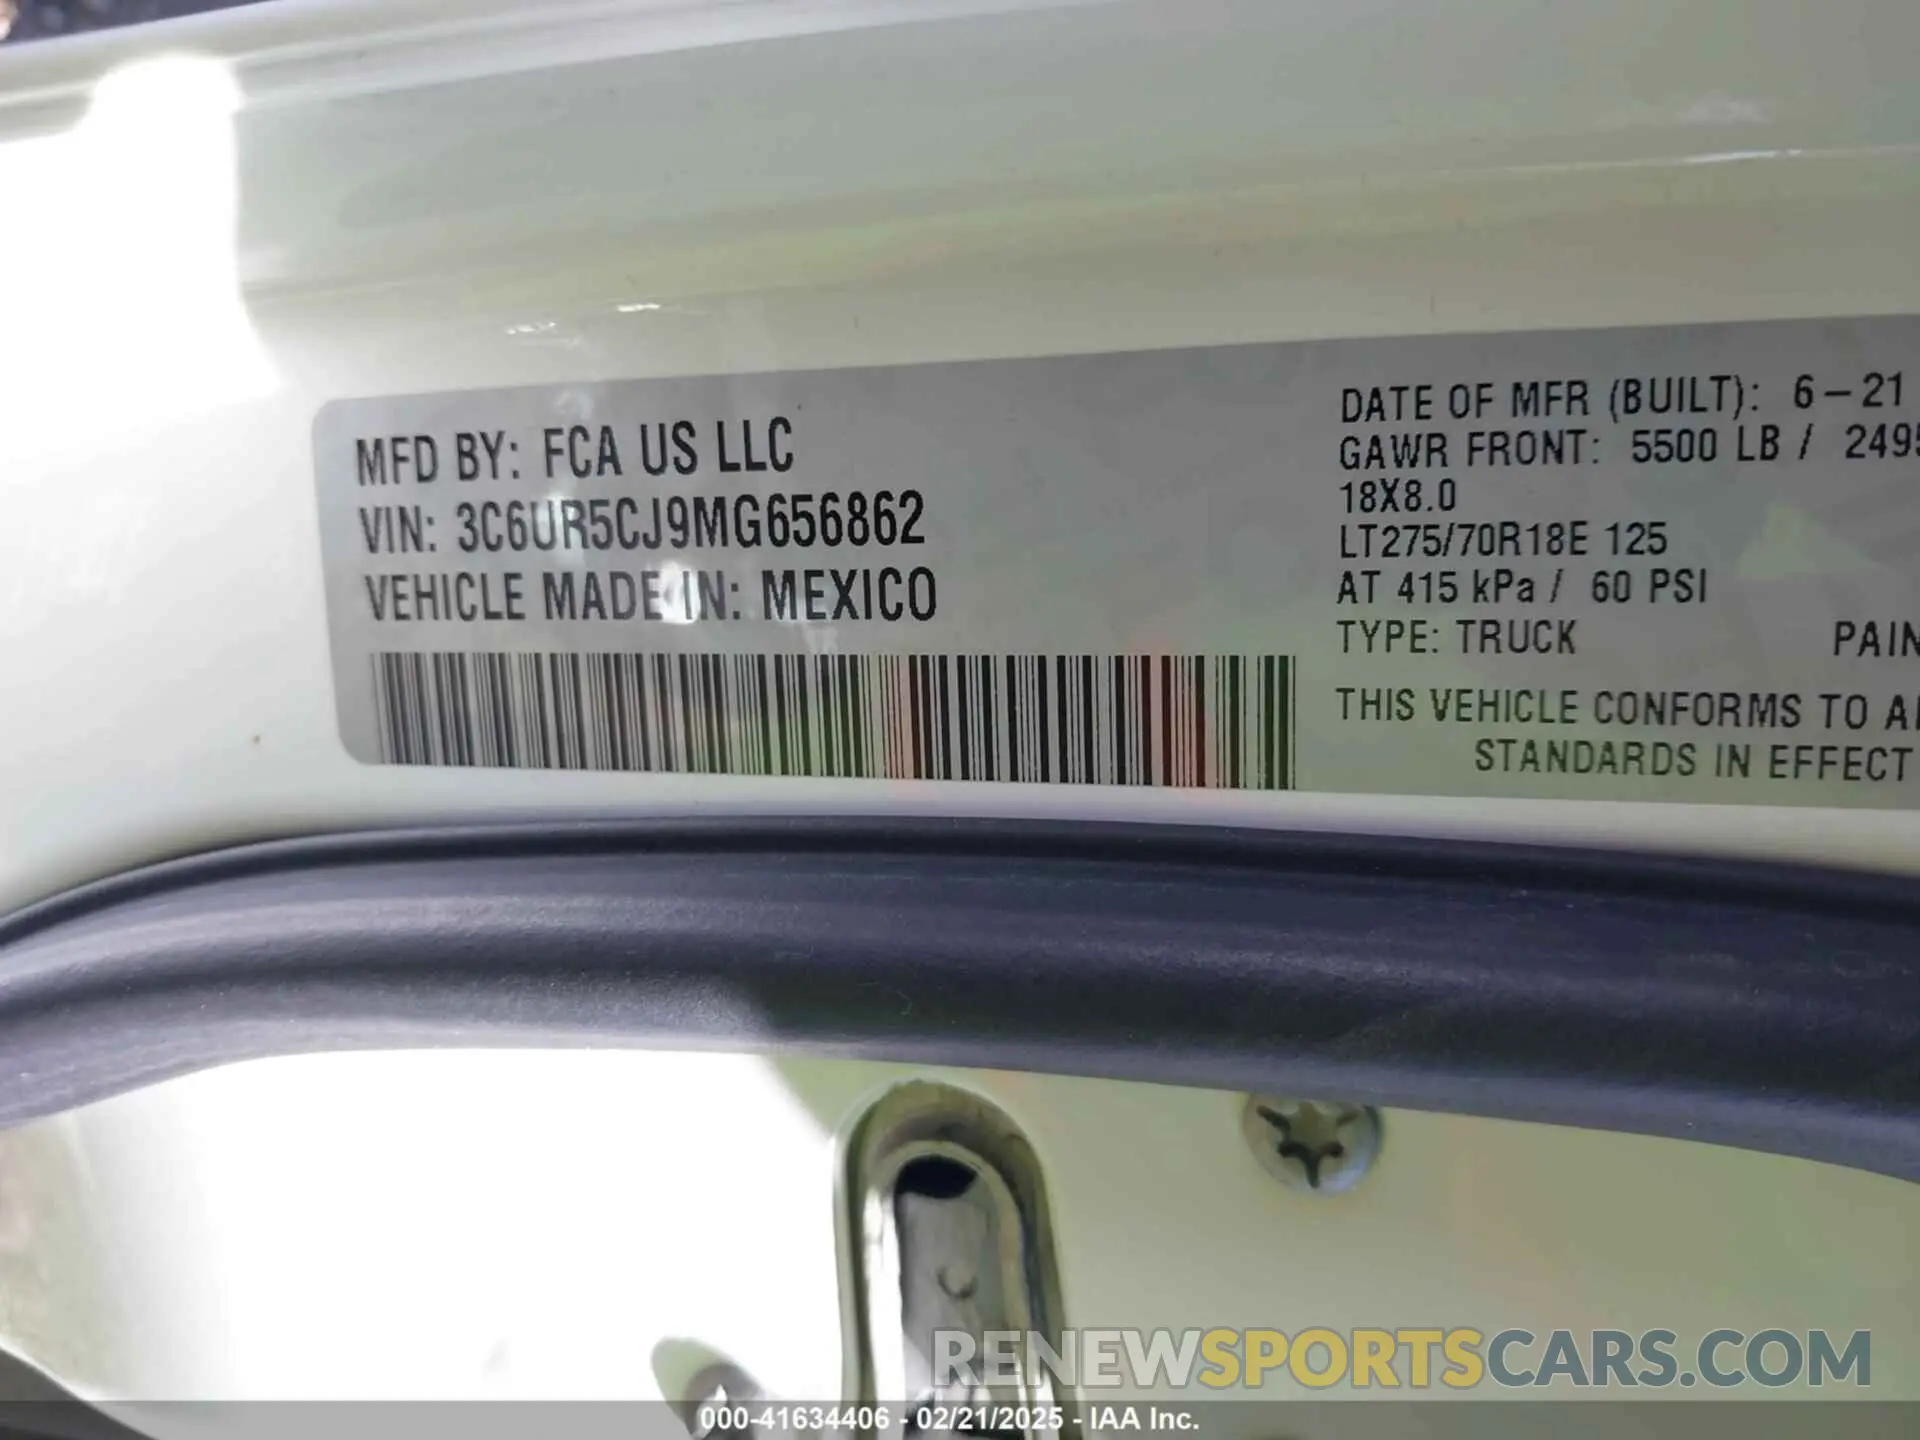 MFD BY: FCA US LLC
VIN: 3C6UR5CJ9MG656862
VEHICLE MADE IN: MEXICO
DATE OF MFR (BUILT): 6-21
GAWR FRONT: 5500 LB / 2495
18X8.0
LT275/70R18E 125
AT 415 kPa / 60 PSI
TYPE: TRUCK PAIN
THIS VEHICLE CONFORMS TO
STANDARDS IN EFFECT
RENEWSPORTSCARS.COM
000-41634406 - 02/21/2025 - IAA Inc.